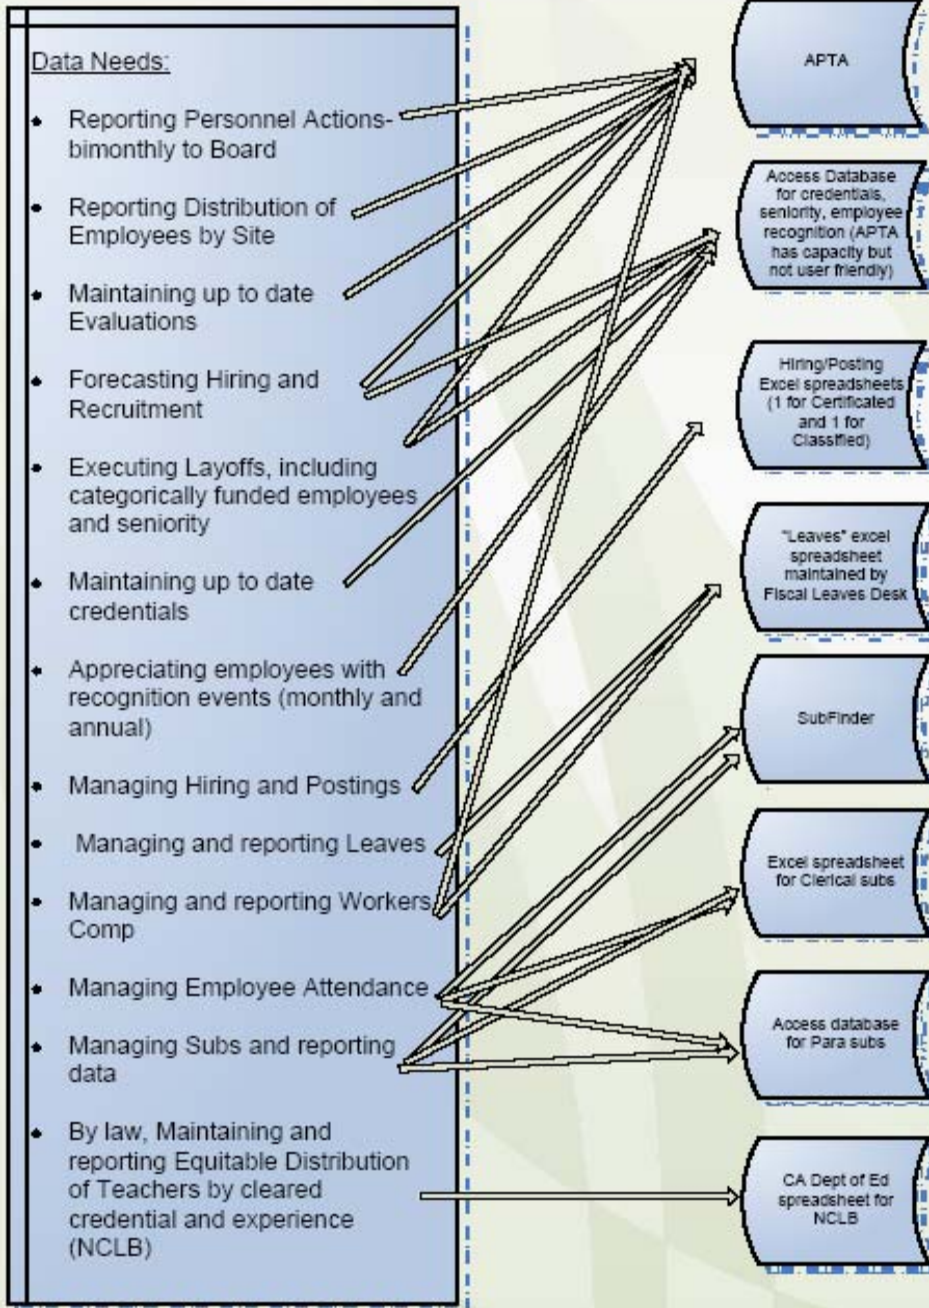 Data Needs:
Reporting Personnel Actions-
bimonthly to Board
Reporting Distribution of
Employees by Site
Maintaining up to date
Evaluations
Forecasting Hiring and
Recruitment
Executing Layoffs, including
categorically funded employees
and seniority
Maintaining up to date
credentials
Appreciating employees with
recognition events (monthly and
annual)
Managing Hiring and Postings
Managing and reporting Leaves
Managing and reporting Workers
Comp
Managing Employee Attendance
Managing Subs and reporting
data
By law, Maintaining and
reporting Equitable Distribution
of Teachers by cleared
credential and experience
(NCLB)
APTA
Access Database
for credentials,
seniority, employee
recognition (APTA
has capacity but
not user friendly)
Hiring/Posting
Excel spreadsheets
(1 for Certificated
and 1 for
Classified)
"Leaves" excel
spreadsheet
maintained by
Fiscal Leaves Desk
SubFinder
Excel spreadsheet
for Clerical subs
Access database
for Para subs
CA Dept of Ed
spreadsheet for
NCLB